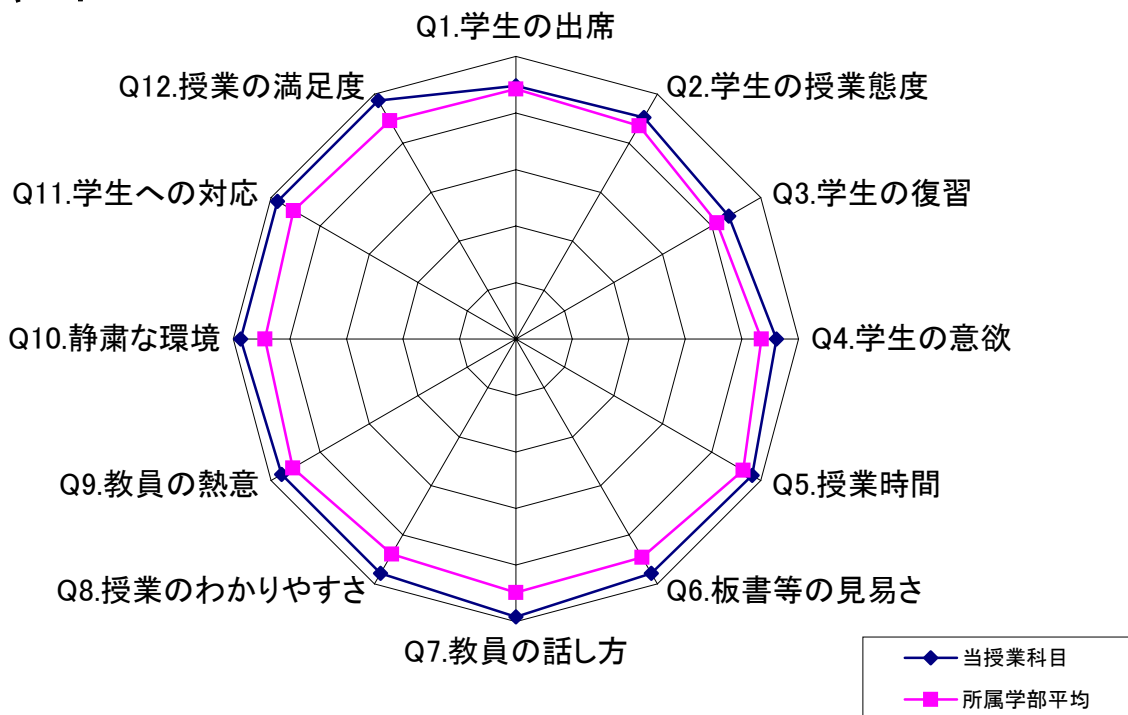 Q1.学生の出席
Q2.学生の授業態度
Q3.学生の復習
Q4.学生の意欲
Q5.授業時間
Q6.板書等の見易さ
Q7.教員の話し方
Q8.授業のわかりやすさ
Q9.教員の熱意
Q10.静粛な環境
Q11.学生への対応
Q12.授業の満足度
当授業科目
所属学部平均